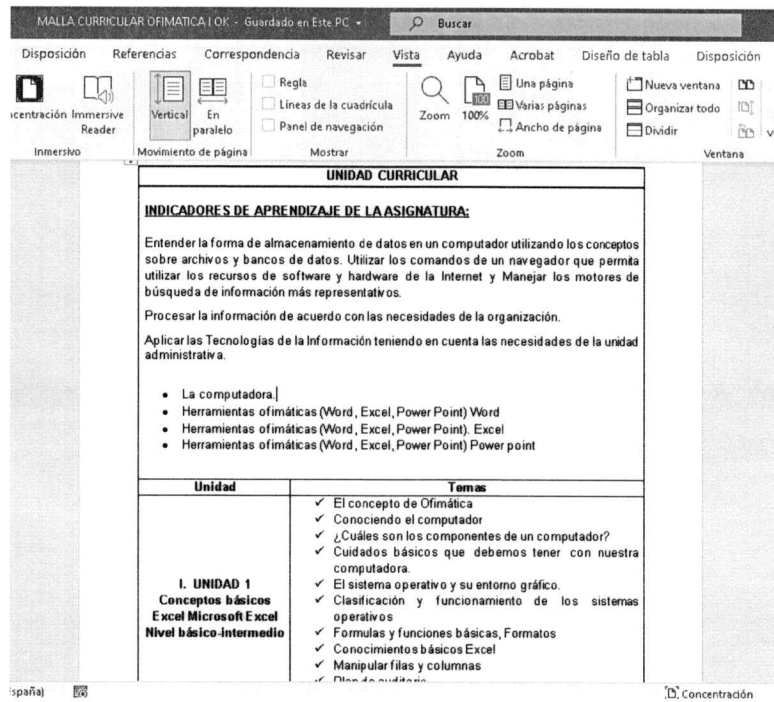 MALLA CURRICULAR OFIMATICA I OK - Guardado en Este PC
Buscar
Disposición Referencias Correspondencia Revisar Vista Ayuda Acrobat Diseño de tabla Disposición
Regla
Líneas de la cuadrícula
Panel de navegación
Una página
Varias páginas
Ancho de página
Nueva ventana
Organizar todo
Dividir
Immersive Reader
Vertical
En paralelo
Zoom
100%
Inmersivo
Movimiento de página
Mostrar
Zoom
Ventana
UNIDAD CURRICULAR
INDICADORES DE APRENDIZAJE DE LA ASIGNATURA:
Entender la forma de almacenamiento de datos en un computador utilizando los conceptos
sobre archivos y bancos de datos. Utilizar los comandos de un navegador que permita
utilizar los recursos de software y hardware de la Internet y Manejar los motores de
búsqueda de información más representativos.
Procesar la información de acuerdo con las necesidades de la organización.
Aplicar las Tecnologías de la Información teniendo en cuenta las necesidades de la unidad
administrativa.
• La computadora.
• Herramientas ofimáticas (Word, Excel, Power Point) Word
• Herramientas ofimáticas (Word, Excel, Power Point). Excel
• Herramientas ofimáticas (Word, Excel, Power Point) Power point
Unidad Temas
I. UNIDAD 1
Conceptos básicos
Excel Microsoft Excel
Nivel básico-intermedio
✓ El concepto de Ofimática
✓ Conociendo el computador
✓ ¿Cuáles son los componentes de un computador?
✓ Cuidados básicos que debemos tener con nuestra
computadora.
✓ El sistema operativo y su entorno gráfico.
✓ Clasificación y funcionamiento de los sistemas
operativos
✓ Formulas y funciones básicas, Formatos
✓ Conocimientos básicos Excel
✓ Manipular filas y columnas
Concentración